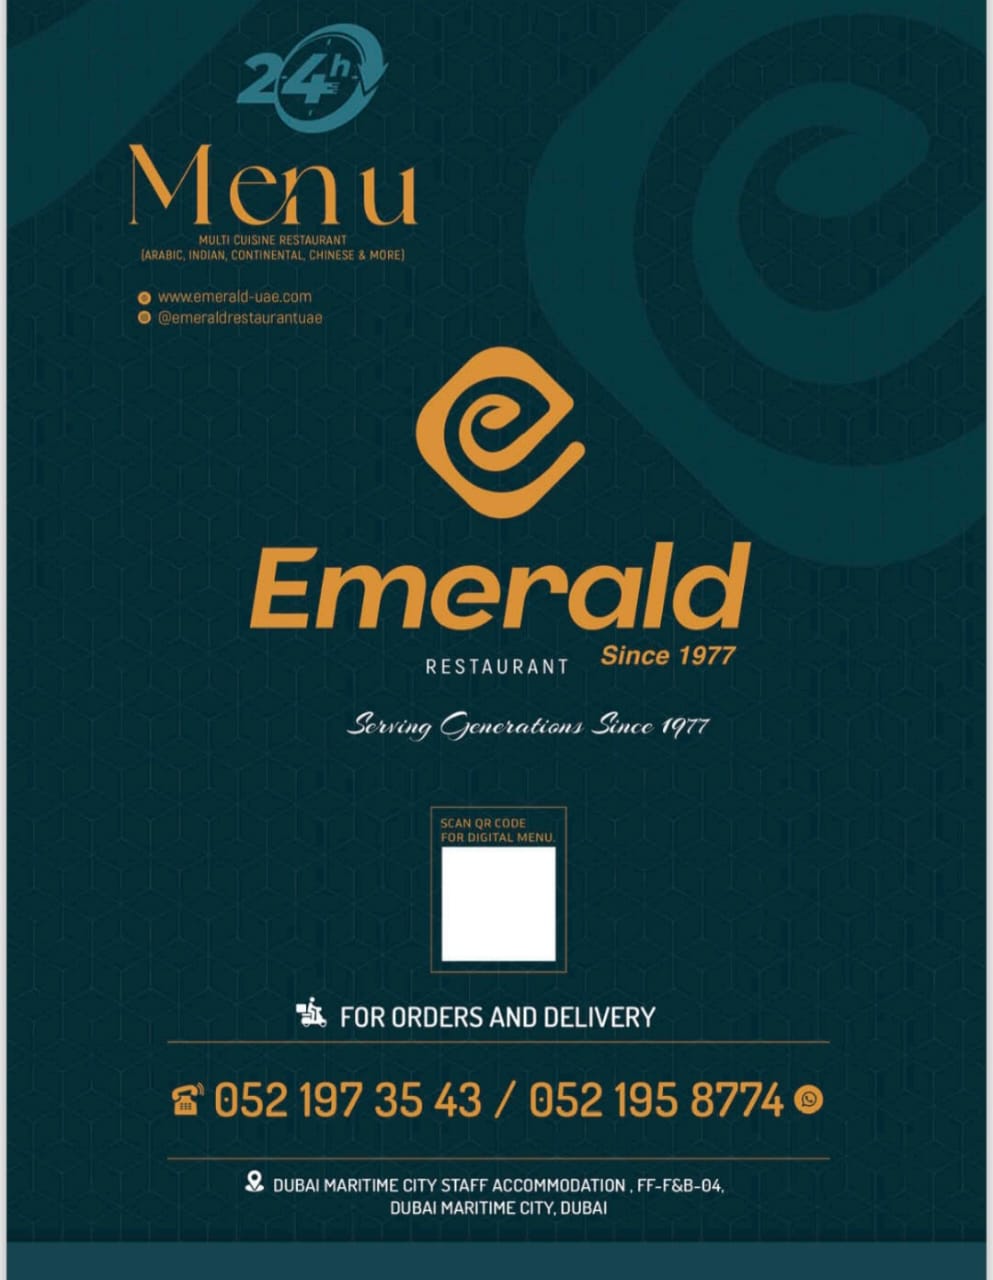 24h
Menu
MULTI CUISINE RESTAURANT
(ARABIC, INDIAN, CONTINENTAL, CHINESE & MORE)
www.emerald-uae.com
@emeraldrestaurantuae
Emerald
Since 1977
RESTAURANT
Serving Generations Since 1977
SCAN QR CODE
FOR DIGITAL MENU.
FOR ORDERS AND DELIVERY
052 197 35 43 / 052 195 8774
DUBAI MARITIME CITY STAFF ACCOMMODATION , FF-F&B-04,
DUBAI MARITIME CITY, DUBAI